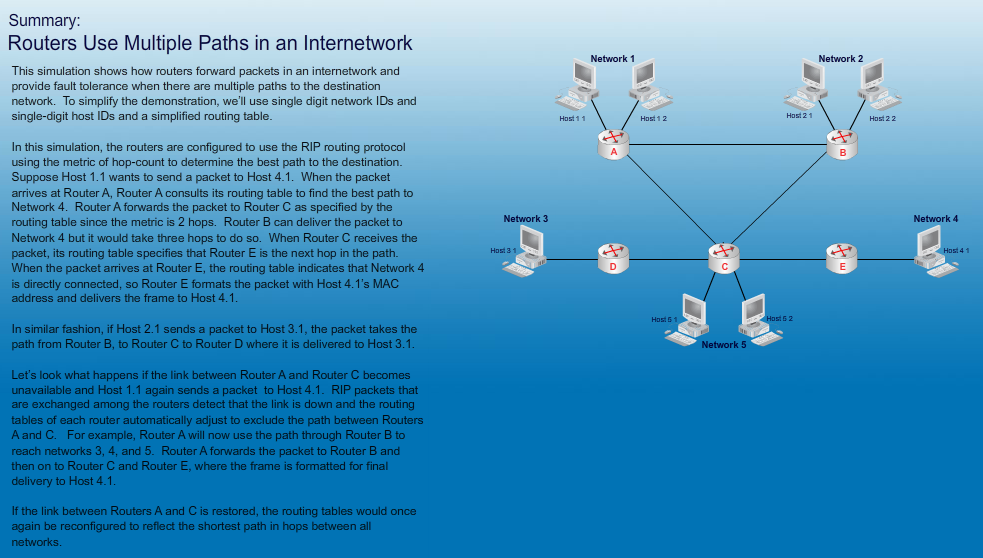 Summary:
Routers Use Multiple Paths in an Internetwork
This simulation shows how routers forward packets in an internetwork and
provide fault tolerance when there are multiple paths to the destination
network.  To simplify the demonstration, we'll use single digit network IDs and
single-digit host IDs and a simplified routing table.
In this simulation, the routers are configured to use the RIP routing protocol
using the metric of hop-count to determine the best path to the destination.
Suppose Host 1.1 wants to send a packet to Host 4.1.  When the packet
arrives at Router A, Router A consults its routing table to find the best path to
Network 4.  Router A forwards the packet to Router C as specified by the
routing table since the metric is 2 hops.  Router B can deliver the packet to
Network 4 but it would take three hops to do so.  When Router C receives the
packet, its routing table specifies that Router E is the next hop in the path.
When the packet arrives at Router E, the routing table indicates that Network 4
is directly connected, so Router E formats the packet with Host 4.1's MAC
address and delivers the frame to Host 4.1.
In similar fashion, if Host 2.1 sends a packet to Host 3.1, the packet takes the
path from Router B, to Router C to Router D where it is delivered to Host 3.1.
Let's look what happens if the link between Router A and Router C becomes
unavailable and Host 1.1 again sends a packet  to Host 4.1.  RIP packets that
are exchanged among the routers detect that the link is down and the routing
tables of each router automatically adjust to exclude the path between Routers
A and C.   For example, Router A will now use the path through Router B to
reach networks 3, 4, and 5.  Router A forwards the packet to Router B and
then on to Router C and Router E, where the frame is formatted for final
delivery to Host 4.1.
If the link between Routers A and C is restored, the routing tables would once
again be reconfigured to reflect the shortest path in hops between all
networks.
Network 1
Network 2
Host 1 1
Host 1 2
Host 2 1
Host 2 2
A
B
Network 3
Network 4
Host 3 1
D
C
E
Host 4 1
Host 5 1
Host 5 2
Network 5